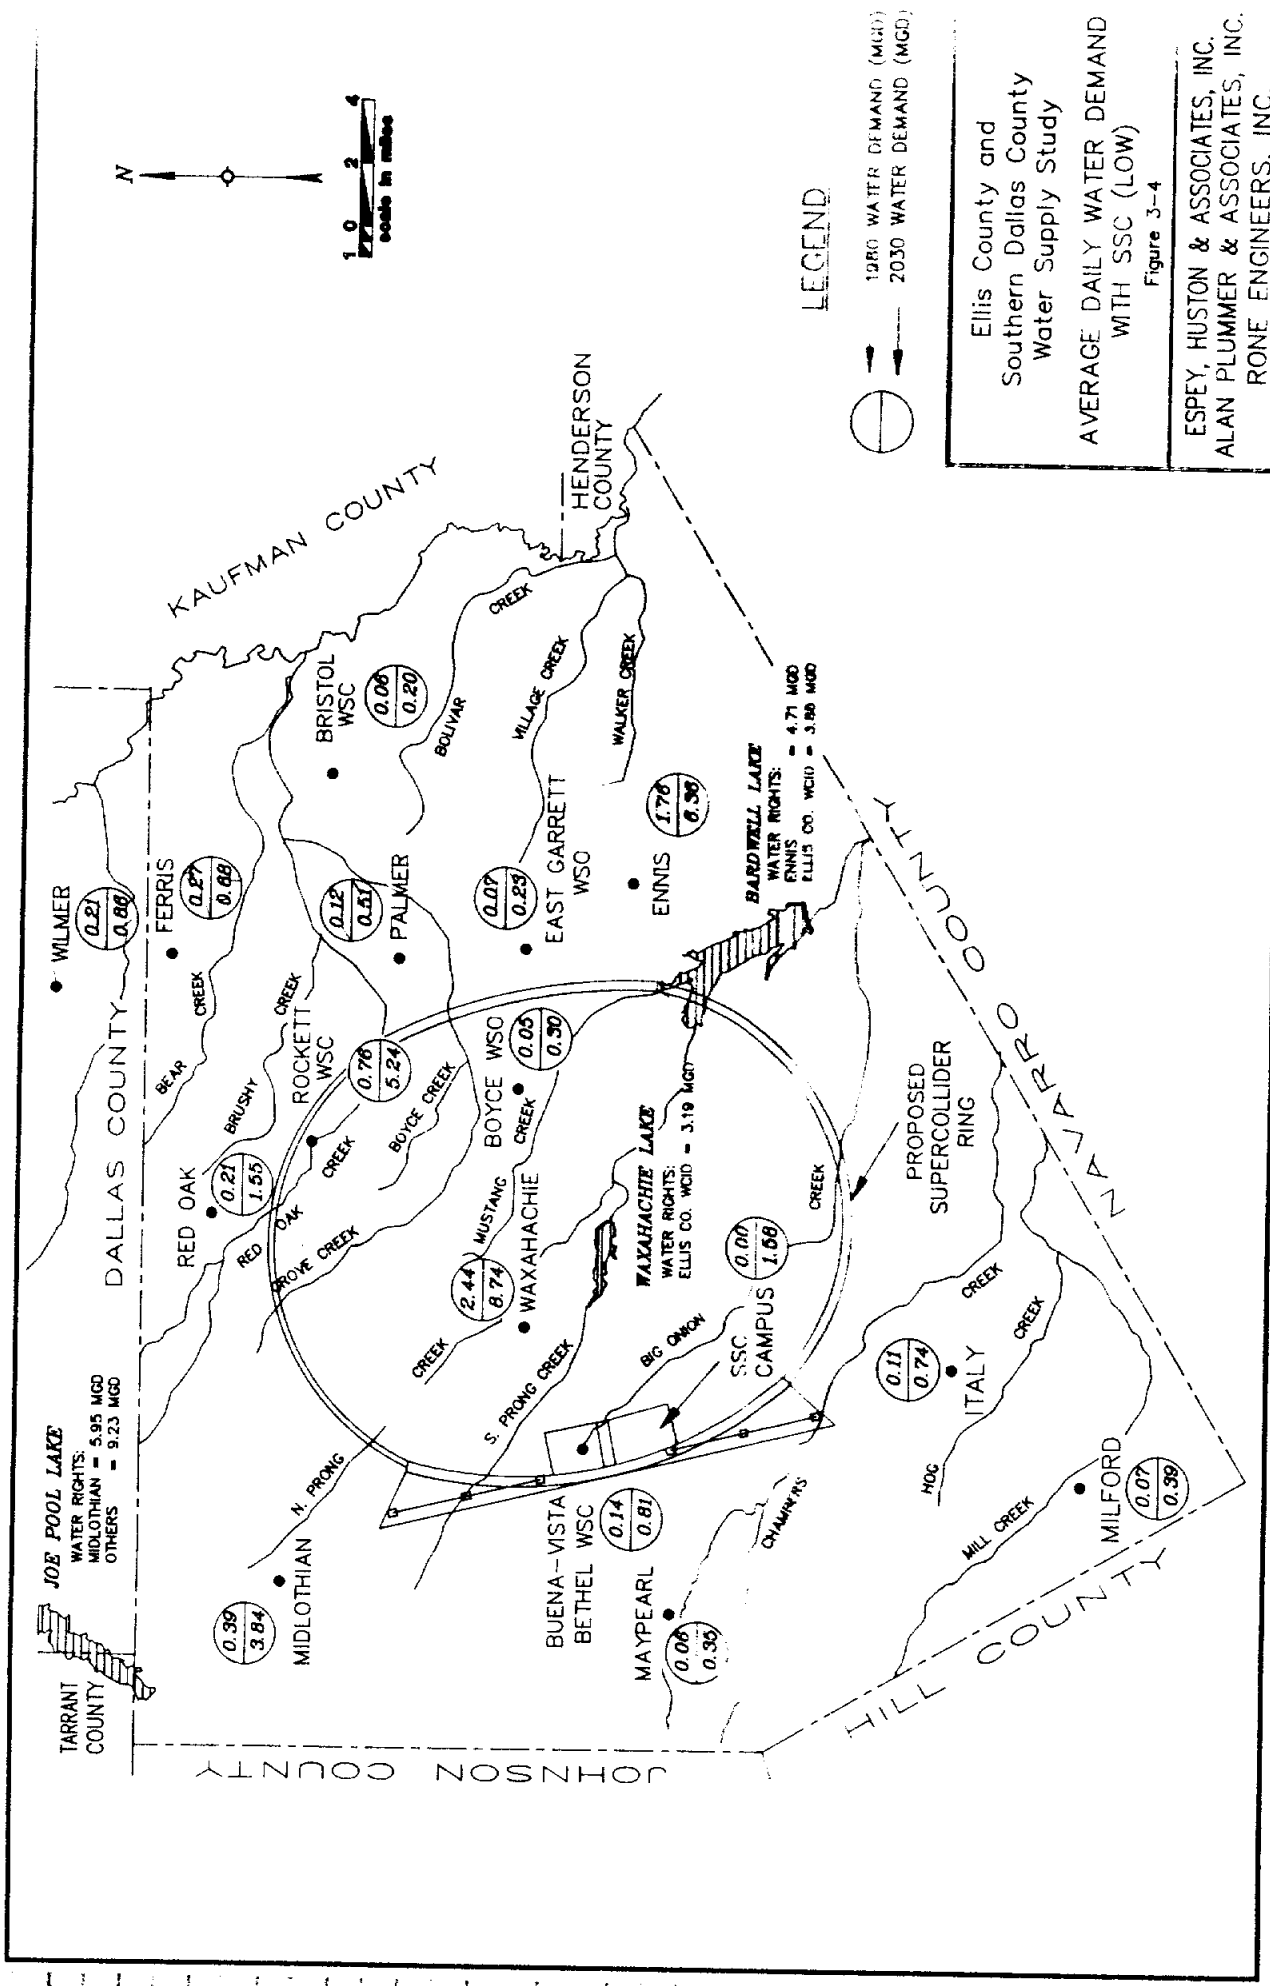 N
1 0 2 4
scale in miles
TARRANT
COUNTY
JOE POOL LAKE
WATER RIGHTS:
MIDLOTHIAN = 5.95 MGD
OTHERS = 9.23 MGD
DALLAS COUNTY
KAUFMAN COUNTY
HENDERSON
COUNTY
NAVARRO COUNTY
HILL COUNTY
JOHNSON COUNTY
WILMER
0.21
0.86
FERRIS
0.27
0.88
RED OAK
0.21
1.55
ROCKETT
WSC
0.76
5.24
PALMER
0.12
0.51
BRISTOL
WSC
0.06
0.20
MIDLOTHIAN
0.39
3.84
WAXAHACHIE
2.44
8.74
BOYCE WSO
0.05
0.30
EAST GARRETT
WSO
0.07
0.23
ENNIS
1.76
6.36
BUENA-VISTA
BETHEL WSC
0.14
0.81
MAYPEARL
0.06
0.35
SSC
CAMPUS
0.00
1.58
ITALY
0.11
0.74
MILFORD
0.07
0.39
BEAR
CREEK
BRUSHY
CREEK
RED
OAK
CREEK
GROVE CREEK
BOYCE CREEK
MUSTANG
CREEK
CREEK
N. PRONG
S. PRONG CREEK
BIG ONION
CREEK
BOLIVAR
CREEK
VILLAGE CREEK
WALKER CREEK
CHAMBERS
CREEK
HOG
CREEK
MILL CREEK
WAXAHACHIE LAKE
WATER RIGHTS:
ELLIS CO. WCID = 3.19 MGD
BARDWELL LAKE
WATER RIGHTS:
ENNIS = 4.71 MGD
ELLIS CO. WCID = 3.88 MGD
PROPOSED
SUPERCOLLIDER
RING
LEGEND
1980 WATER DEMAND (MGD)
2030 WATER DEMAND (MGD)
Ellis County and
Southern Dallas County
Water Supply Study
AVERAGE DAILY WATER DEMAND
WITH SSC (LOW)
Figure 3-4
ESPEY, HUSTON & ASSOCIATES, INC.
ALAN PLUMMER & ASSOCIATES, INC.
RONE ENGINEERS, INC.